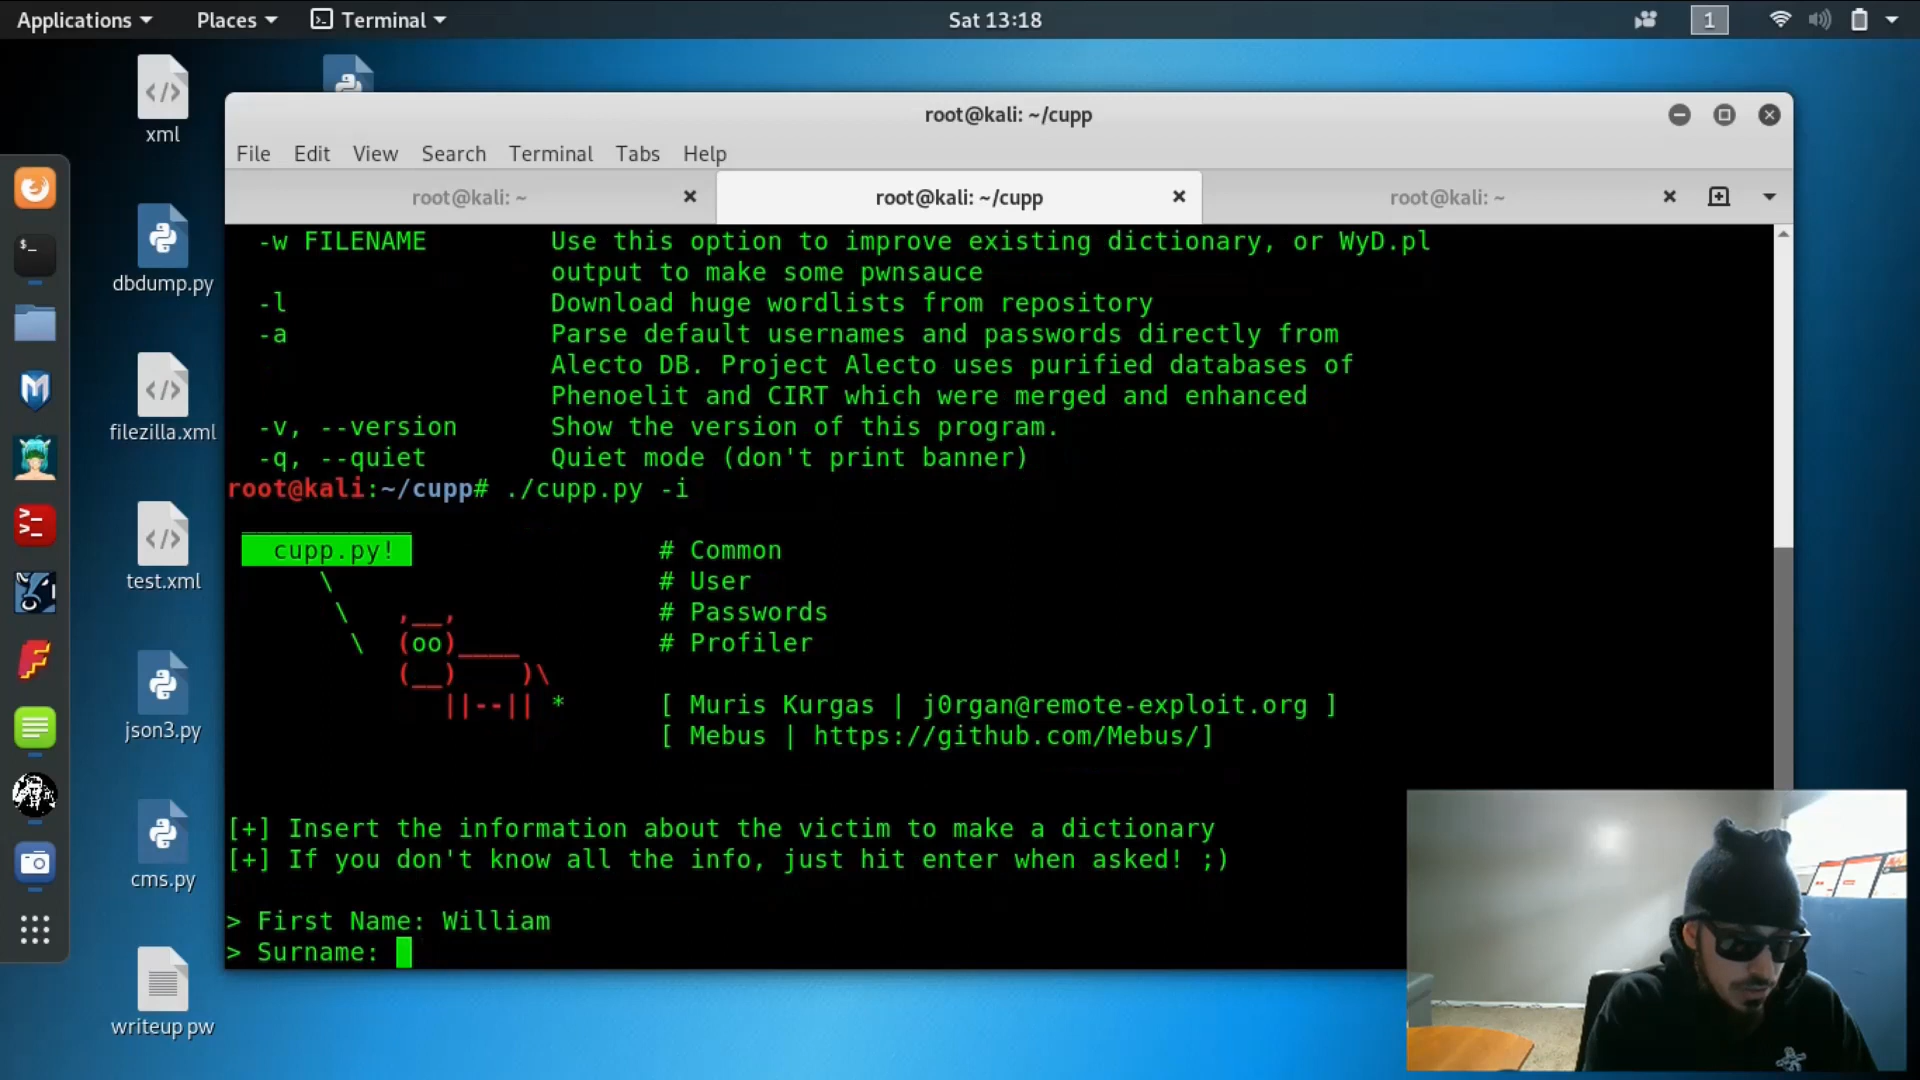 Applications Places Terminal Sat 13:18 1
xml
root@kali: ~/cupp
File Edit View Search Terminal Tabs Help
root@kali: ~ root@kali: ~/cupp root@kali: ~
-w FILENAME Use this option to improve existing dictionary, or WyD.pl
output to make some pwnsauce
dbdump.py
-l Download huge wordlists from repository
-a Parse default usernames and passwords directly from
Alecto DB. Project Alecto uses purified databases of
Phenoelit and CIRT which were merged and enhanced
filezilla.xml
-v, --version Show the version of this program.
-q, --quiet Quiet mode (don't print banner)
root@kali:~/cupp# ./cupp.py -i
cupp.py! # Common
test.xml
# User
# Passwords
# Profiler
[ Muris Kurgas | j0rgan@remote-exploit.org ]
json3.py
[ Mebus | https://github.com/Mebus/]
[+] Insert the information about the victim to make a dictionary
[+] If you don't know all the info, just hit enter when asked! ;)
cms.py
> First Name: William
> Surname:
writeup pw